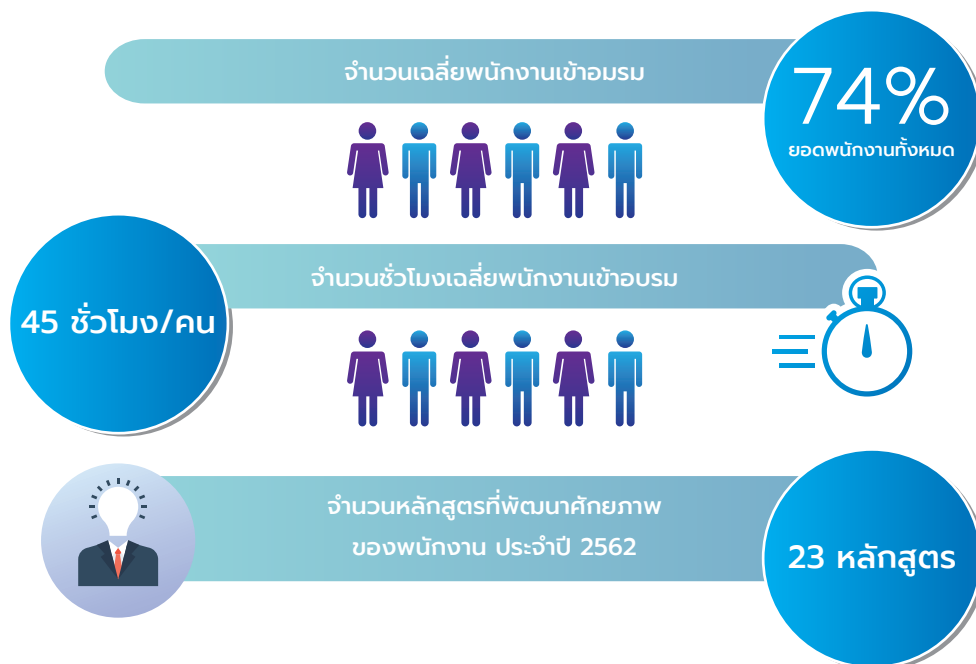 จำนวนเฉลี่ยพนักงานเข้าอมรม
74%
ยอดพนักงานทั้งหมด
จำนวนชั่วโมงเฉลี่ยพนักงานเข้าอบรม
45 ชั่วโมง/คน
จำนวนหลักสูตรที่พัฒนาศักยภาพ
ของพนักงาน ประจำปี 2562
23 หลักสูตร